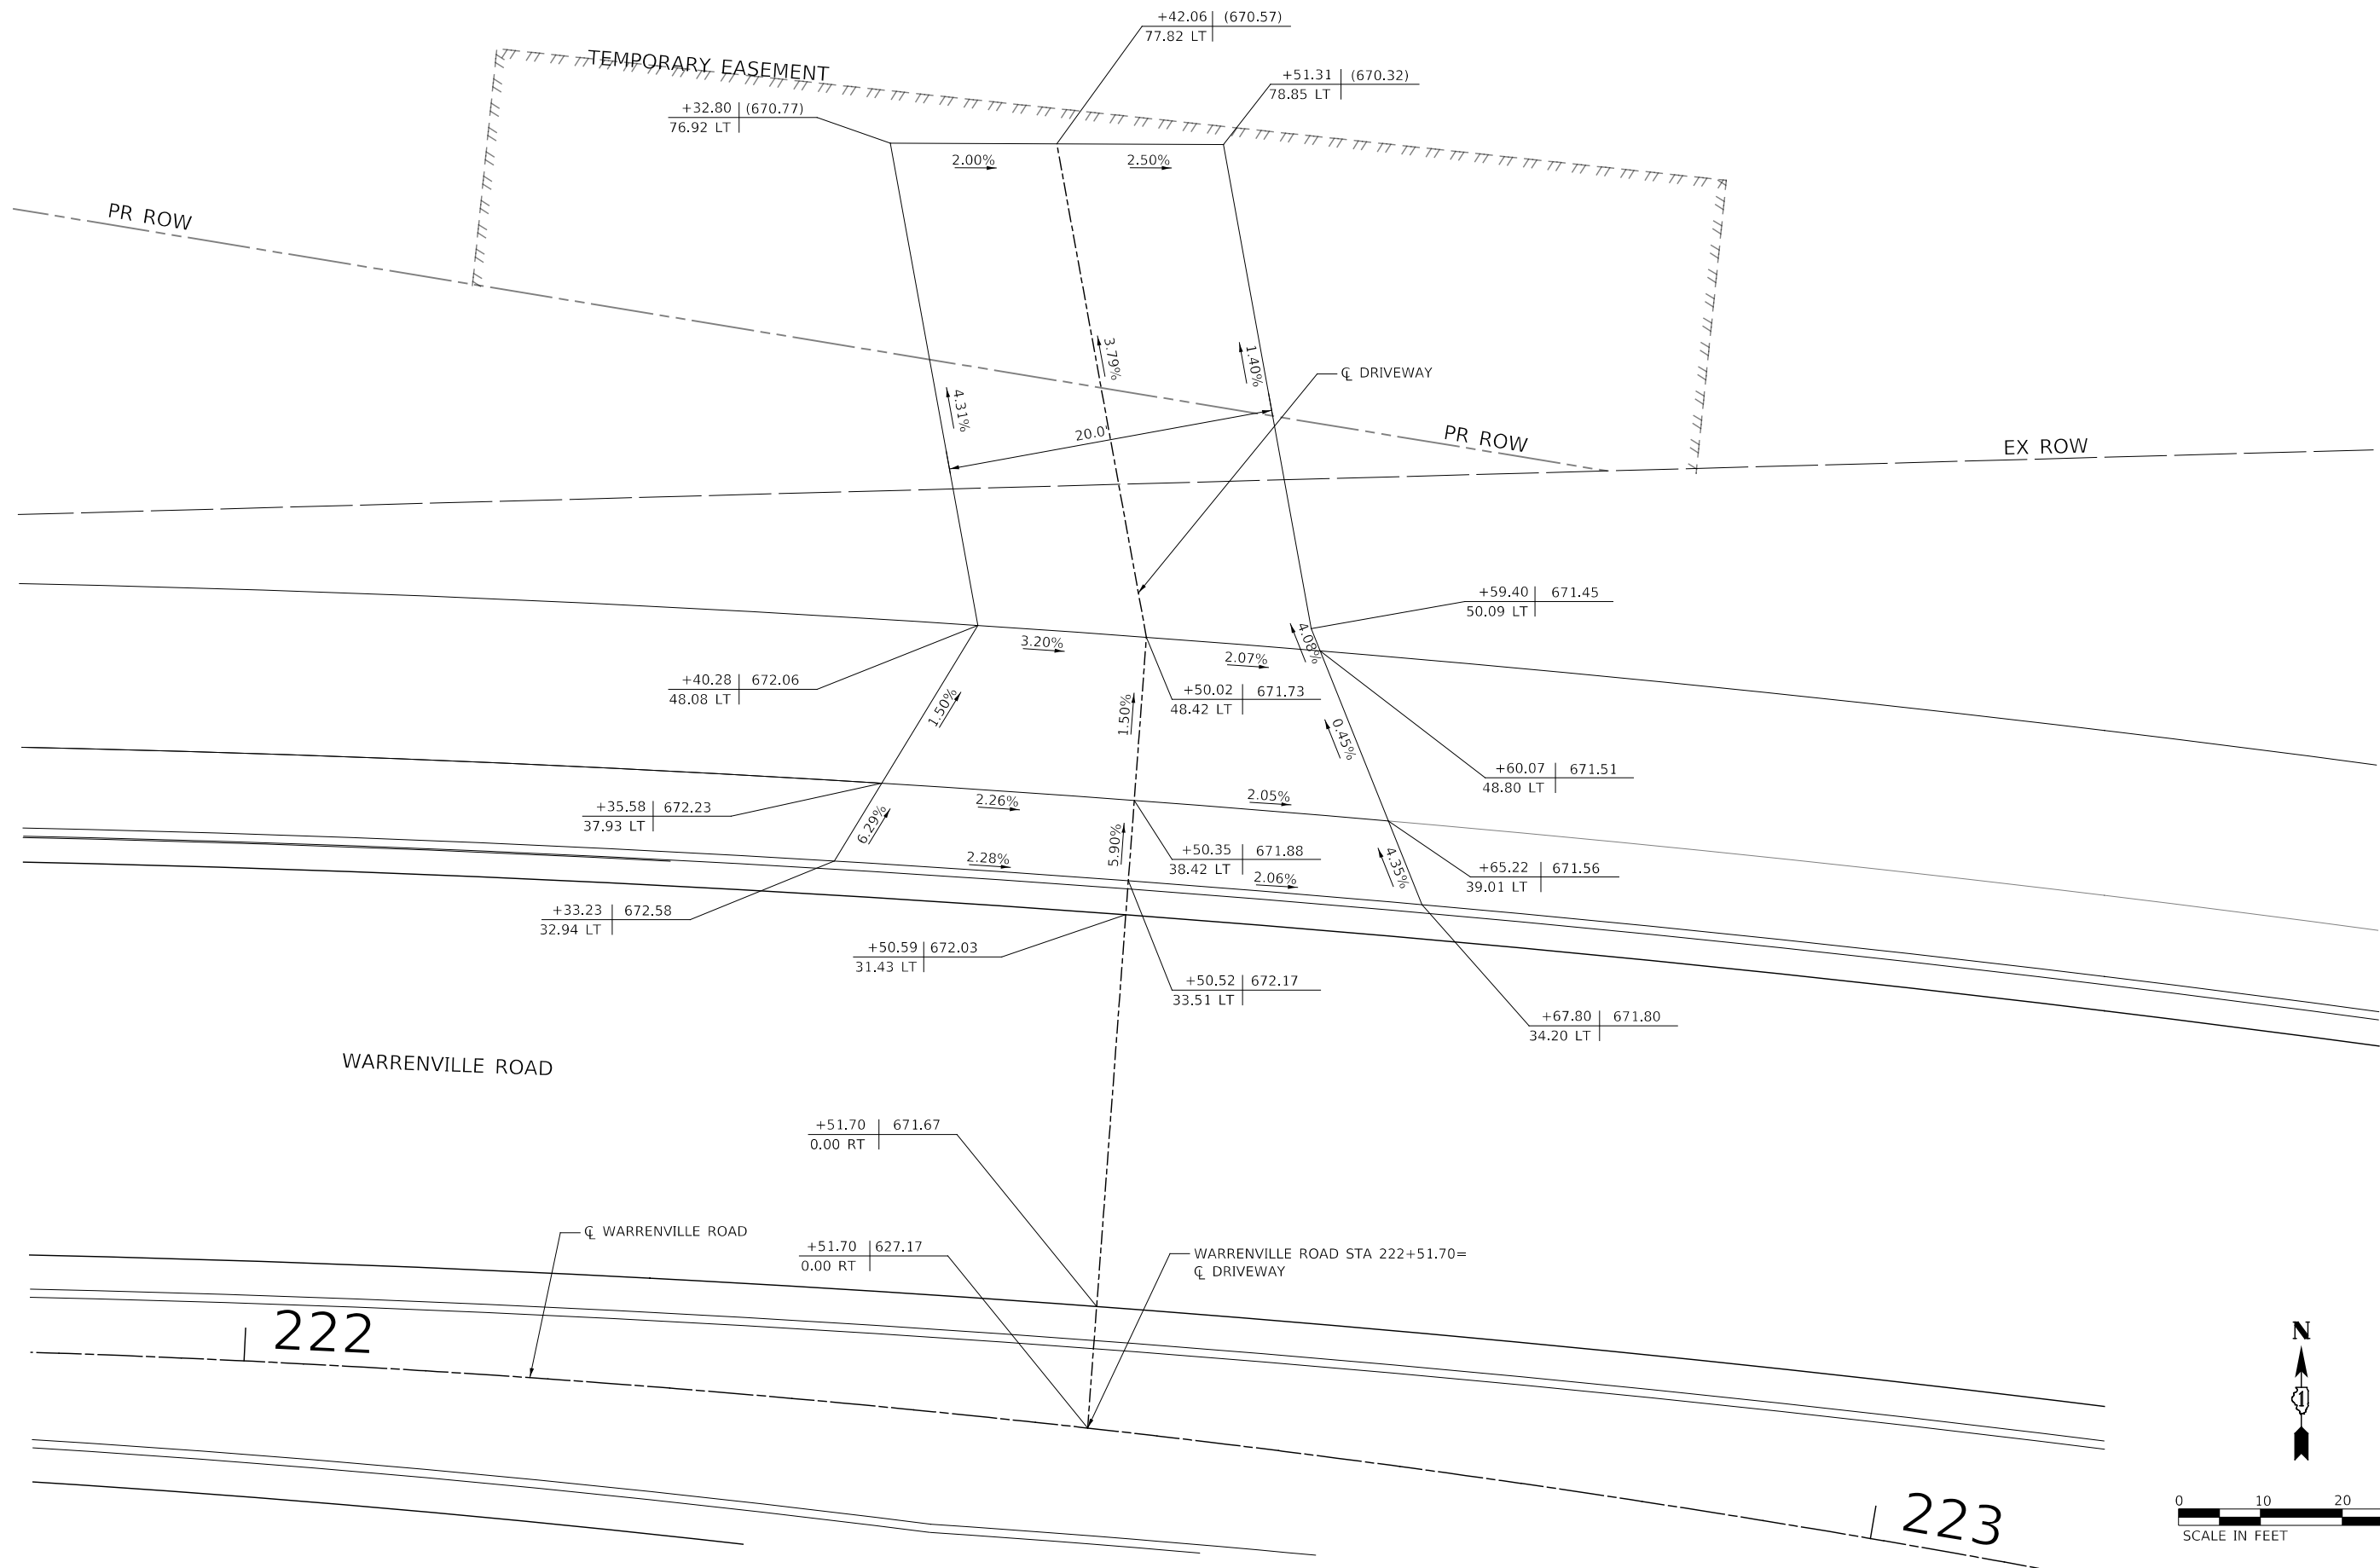 +42.06 (670.57)
77.82 LT
TEMPORARY EASEMENT
+51.31 (670.32)
78.85 LT
+32.80 (670.77)
76.92 LT
2.00%
2.50%
PR ROW
3.79%
1.40%
℄ DRIVEWAY
4.31%
20.0'
PR ROW
EX ROW
+59.40 671.45
50.09 LT
4.08%
3.20%
2.07%
+40.28 672.06
48.08 LT
+50.02 671.73
48.42 LT
1.50%
1.50%
0.45%
+60.07 671.51
48.80 LT
+35.58 672.23
37.93 LT
2.26%
2.05%
6.29%
5.90%
+50.35 671.88
38.42 LT
2.28%
2.06%
4.35%
+65.22 671.56
39.01 LT
+33.23 672.58
32.94 LT
+50.59 672.03
31.43 LT
+50.52 672.17
33.51 LT
+67.80 671.80
34.20 LT
WARRENVILLE ROAD
+51.70 671.67
0.00 RT
℄ WARRENVILLE ROAD
+51.70 627.17
0.00 RT
WARRENVILLE ROAD STA 222+51.70=
℄ DRIVEWAY
222
N
1
223
0 10 20
SCALE IN FEET